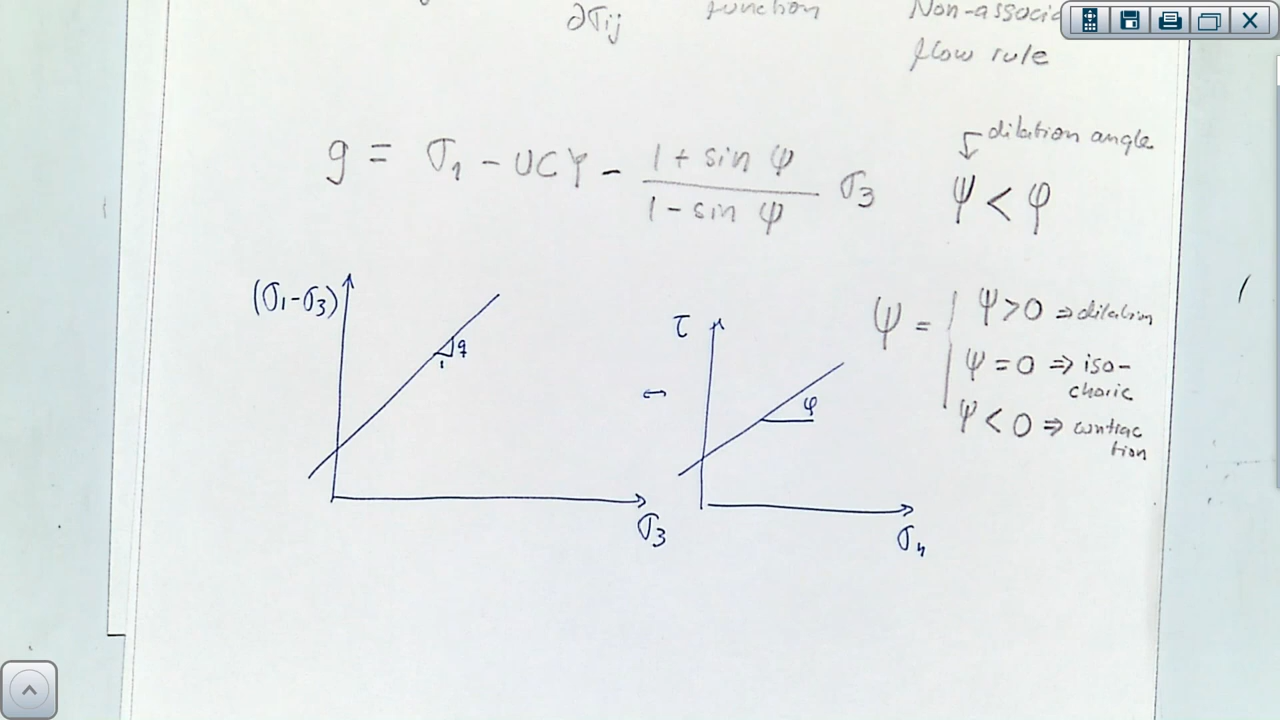 ∂σij
function
Non-associa
flow rule
g = σ1 - UCY - (1 + sin ψ) / (1 - sin ψ) σ3
dilation angle
ψ < φ
(σ1-σ3)
q
1
σ3
↔
τ
φ
σn
ψ =
ψ > 0 ⇒ dilation
ψ = 0 ⇒ iso-
choric
ψ < 0 ⇒ contrac
tion